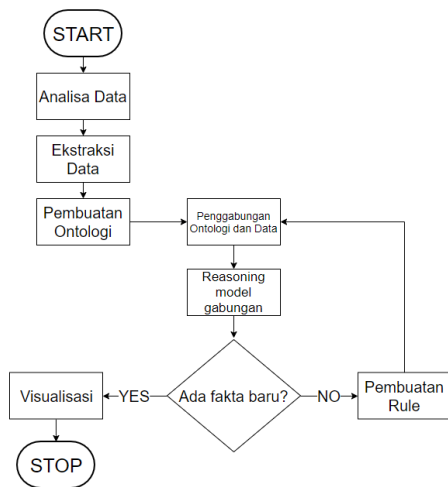 START
Analisa Data
Ekstraksi
Data
Pembuatan
Ontologi
Penggabungan
Ontologi dan Data
Reasoning
model
gabungan
Ada fakta baru?
YES
NO
Visualisasi
Pembuatan
Rule
STOP